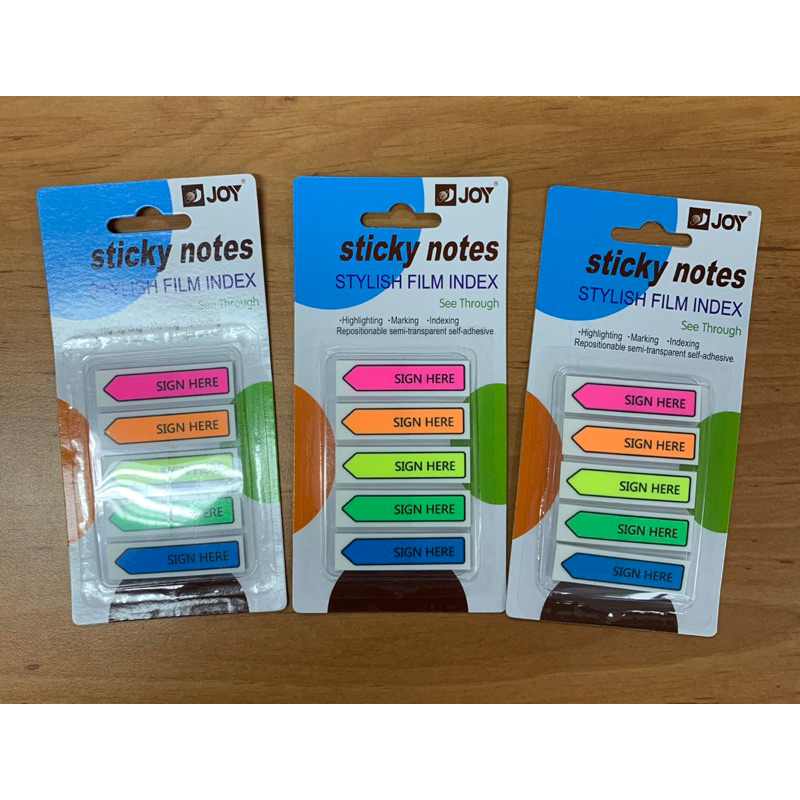 JOY®
sticky notes
STYLISH FILM INDEX
See Through
SIGN HERE
SIGN HERE
SIGN HERE
SIGN HERE
JOY®
sticky notes
STYLISH FILM INDEX
See Through
•Highlighting •Marking •Indexing
Repositionable semi-transparent self-adhesive.
SIGN HERE
SIGN HERE
SIGN HERE
SIGN HERE
SIGN HERE
JOY®
sticky notes
STYLISH FILM INDEX
See Through
•Highlighting •Marking •Indexing
Repositionable semi-transparent self-adhesive.
SIGN HERE
SIGN HERE
SIGN HERE
SIGN HERE
SIGN HERE